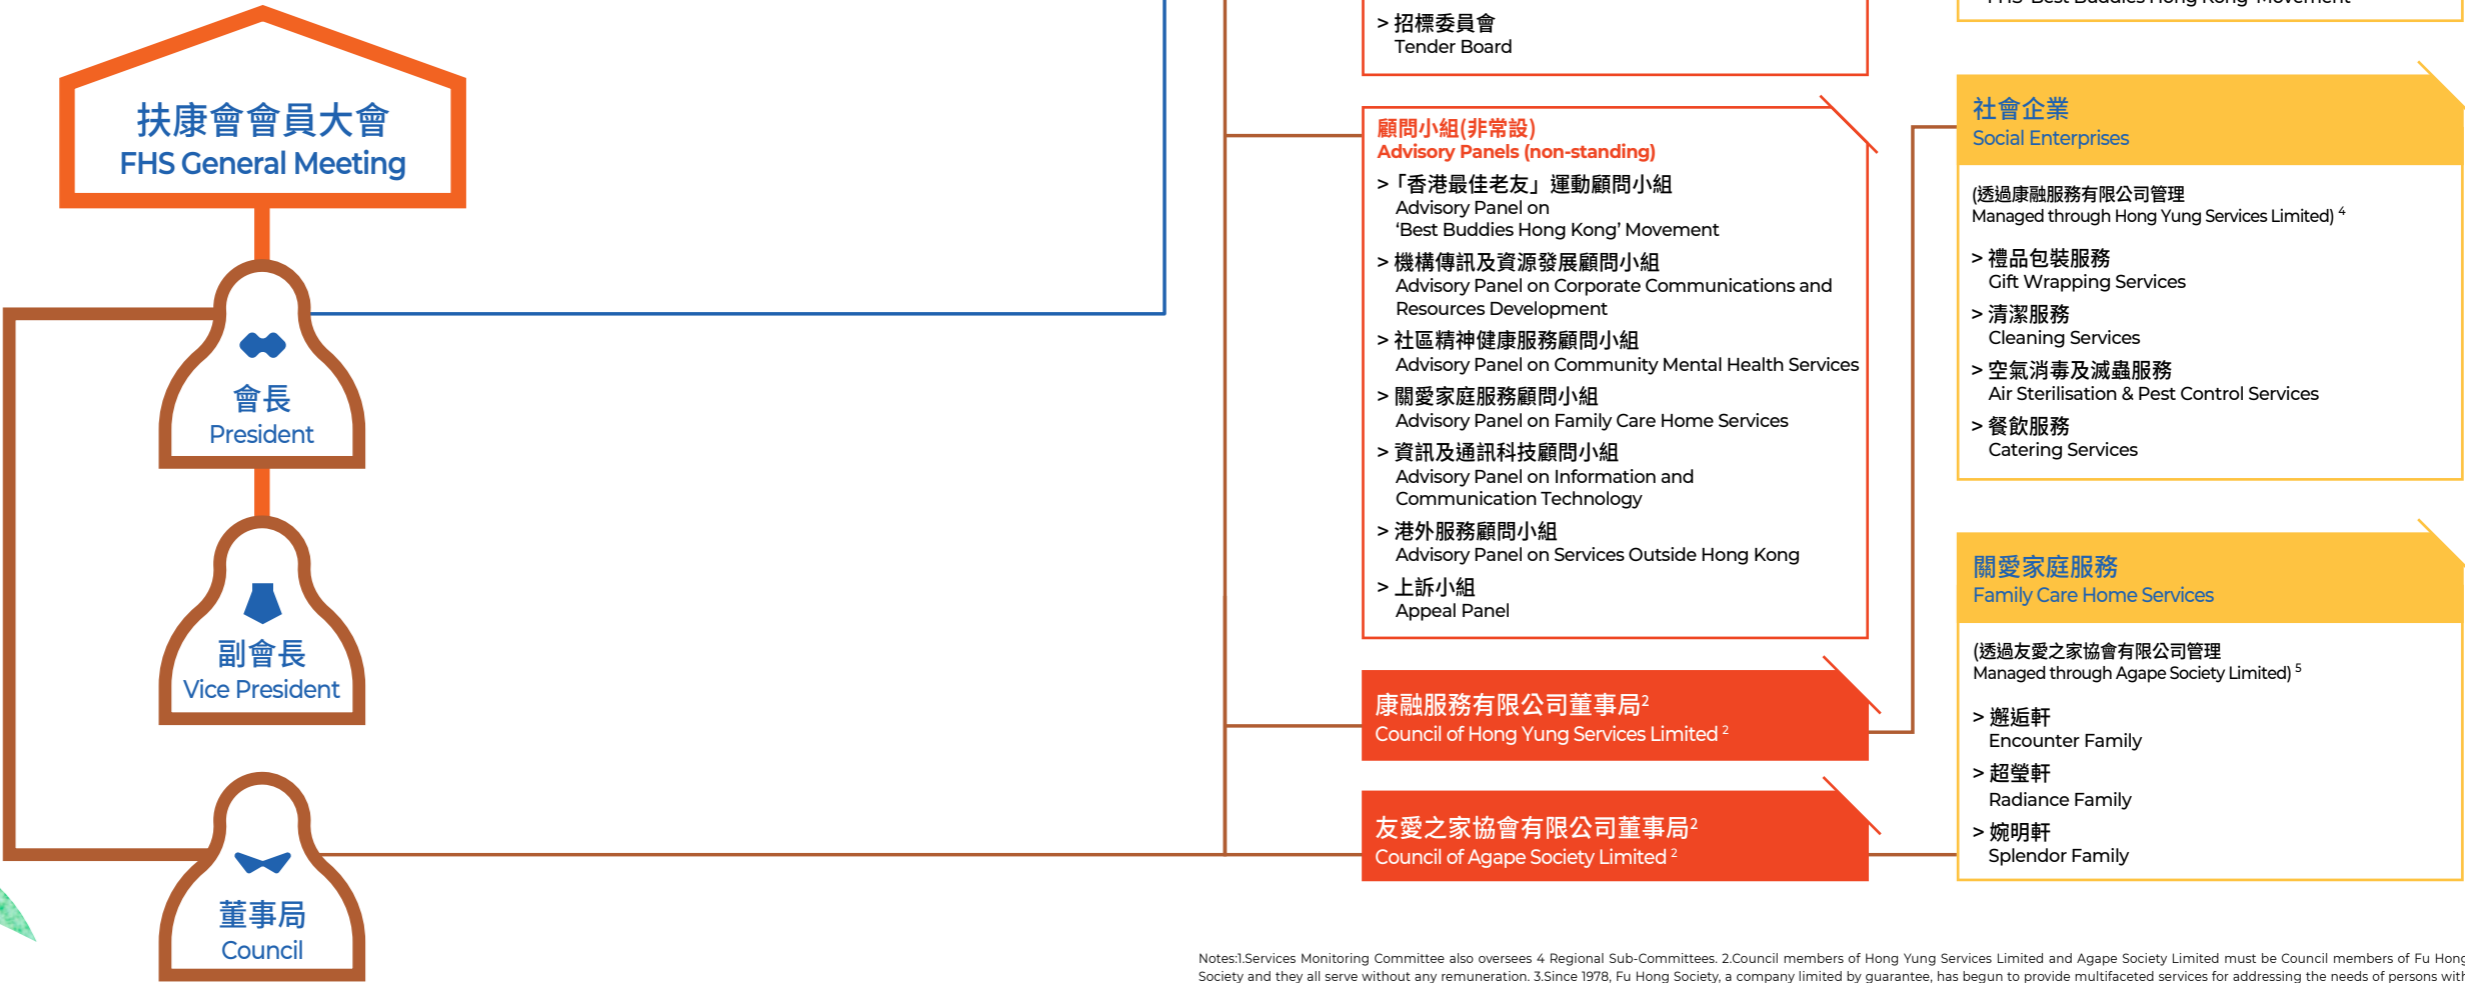 扶康會會員大會
FHS General Meeting
會長
President
副會長
Vice President
董事局
Council
> 招標委員會
Tender Board
顧問小組(非常設)
Advisory Panels (non-standing)
>「香港最佳老友」運動顧問小組
Advisory Panel on
‘Best Buddies Hong Kong’ Movement
> 機構傳訊及資源發展顧問小組
Advisory Panel on Corporate Communications and
Resources Development
> 社區精神健康服務顧問小組
Advisory Panel on Community Mental Health Services
> 關愛家庭服務顧問小組
Advisory Panel on Family Care Home Services
> 資訊及通訊科技顧問小組
Advisory Panel on Information and
Communication Technology
> 港外服務顧問小組
Advisory Panel on Services Outside Hong Kong
> 上訴小組
Appeal Panel
康融服務有限公司董事局2
Council of Hong Yung Services Limited 2
友愛之家協會有限公司董事局2
Council of Agape Society Limited 2
FHS ‘Best Buddies Hong Kong’ Movement
社會企業
Social Enterprises
(透過康融服務有限公司管理
Managed through Hong Yung Services Limited) 4
> 禮品包裝服務
Gift Wrapping Services
> 清潔服務
Cleaning Services
> 空氣消毒及滅蟲服務
Air Sterilisation & Pest Control Services
> 餐飲服務
Catering Services
關愛家庭服務
Family Care Home Services
(透過友愛之家協會有限公司管理
Managed through Agape Society Limited) 5
> 邂逅軒
Encounter Family
> 超瑩軒
Radiance Family
> 婉明軒
Splendor Family
Notes:1.Services Monitoring Committee also oversees 4 Regional Sub-Committees. 2.Council members of Hong Yung Services Limited and Agape Society Limited must be Council members of Fu Hong
Society and they all serve without any remuneration. 3.Since 1978, Fu Hong Society, a company limited by guarantee, has begun to provide multifaceted services for addressing the needs of persons with